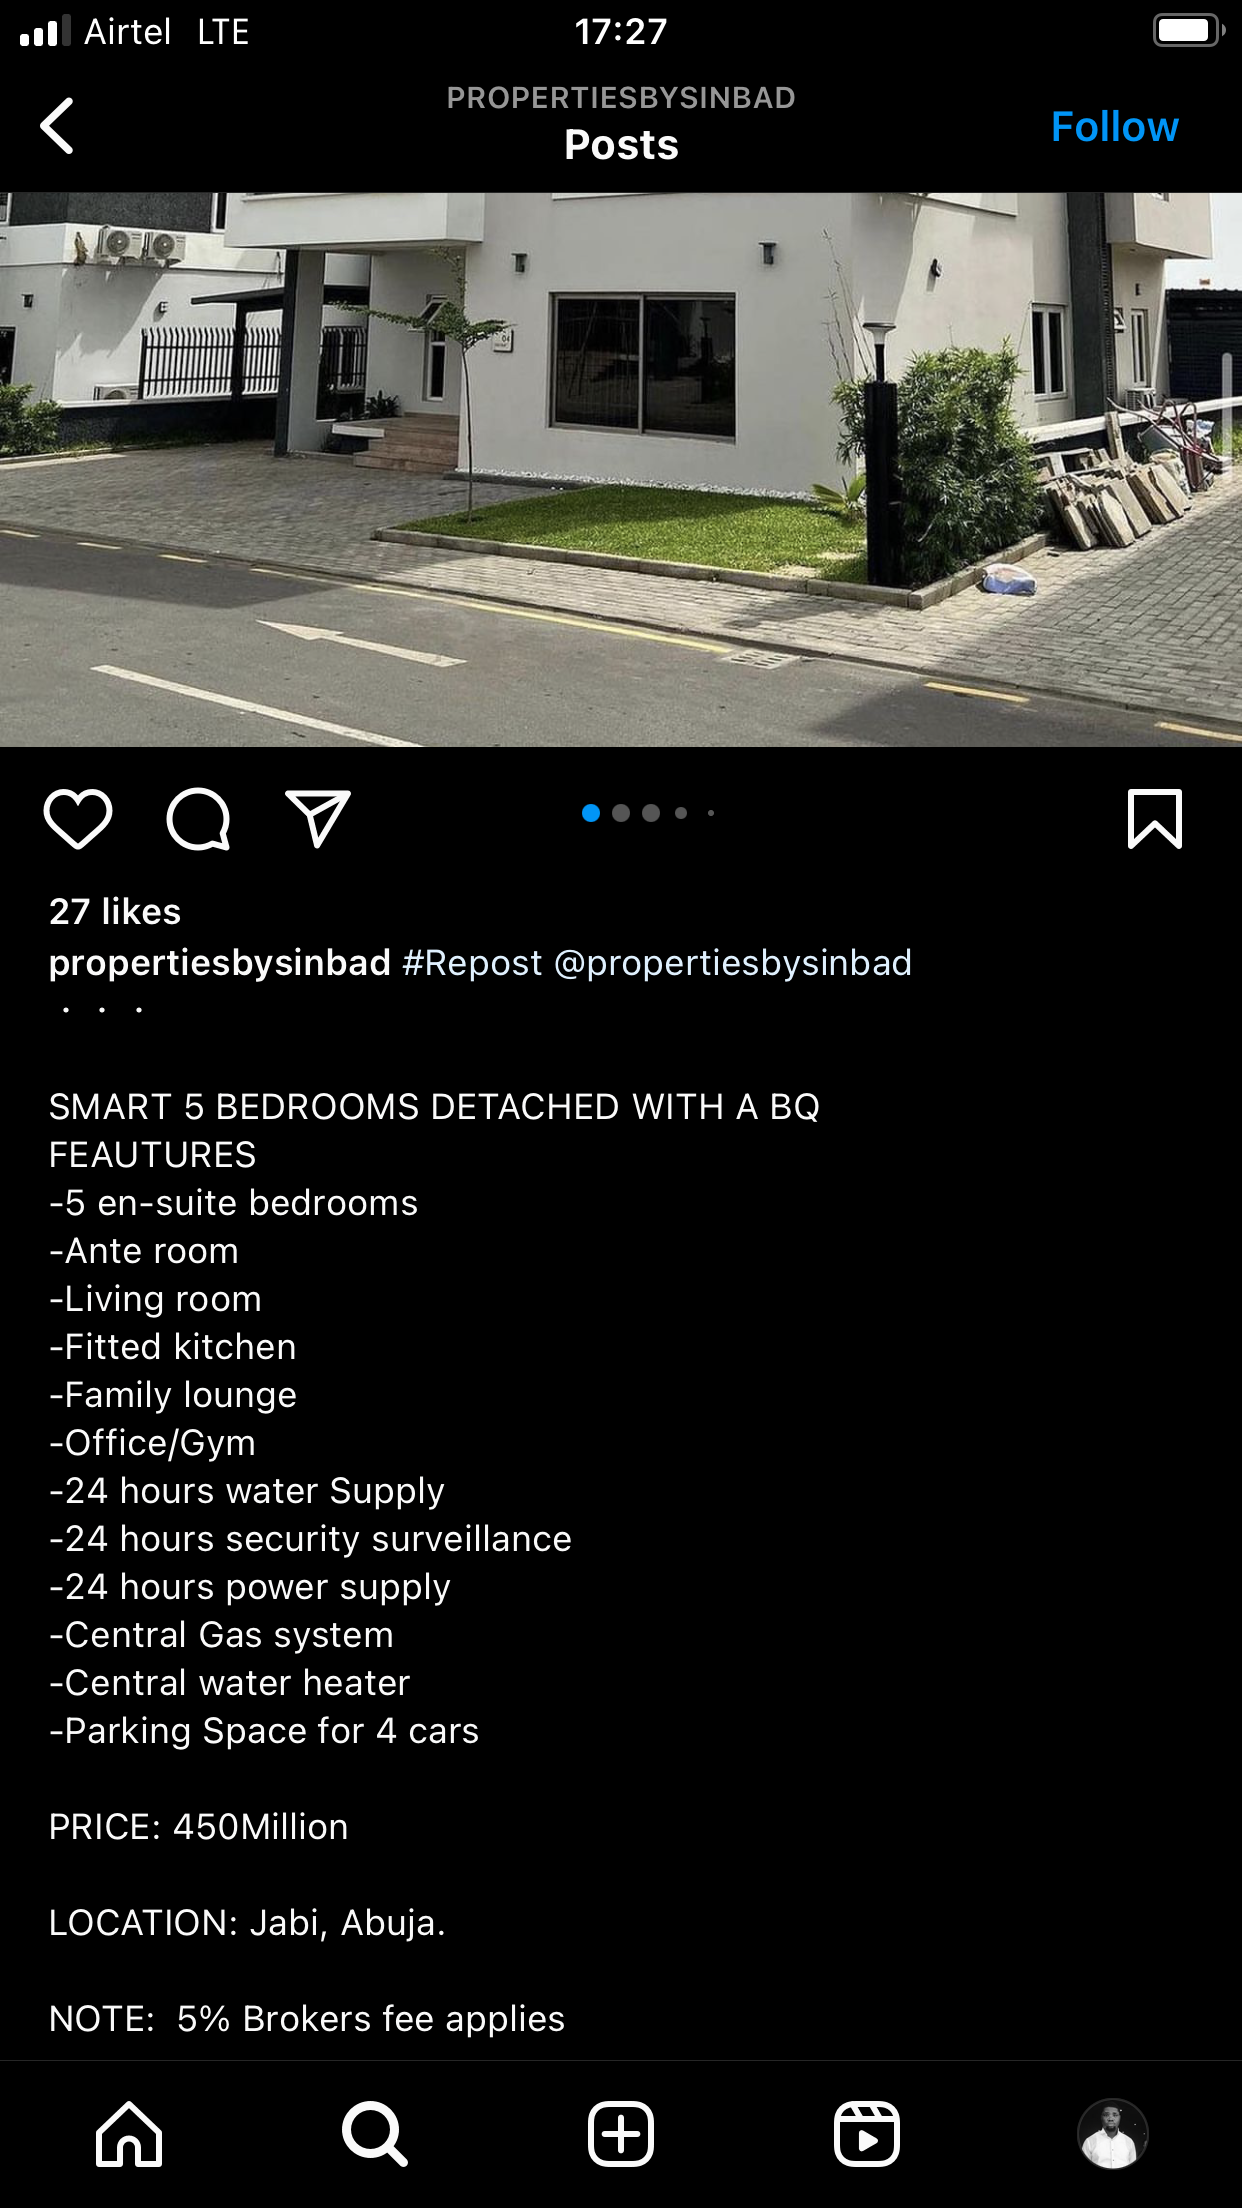 Airtel LTE 17:27
PROPERTIESBYSINBAD
Posts
Follow
04
27 likes
propertiesbysinbad #Repost @propertiesbysinbad
. . .
SMART 5 BEDROOMS DETACHED WITH A BQ
FEAUTURES
-5 en-suite bedrooms
-Ante room
-Living room
-Fitted kitchen
-Family lounge
-Office/Gym
-24 hours water Supply
-24 hours security surveillance
-24 hours power supply
-Central Gas system
-Central water heater
-Parking Space for 4 cars
PRICE: 450Million
LOCATION: Jabi, Abuja.
NOTE:  5% Brokers fee applies